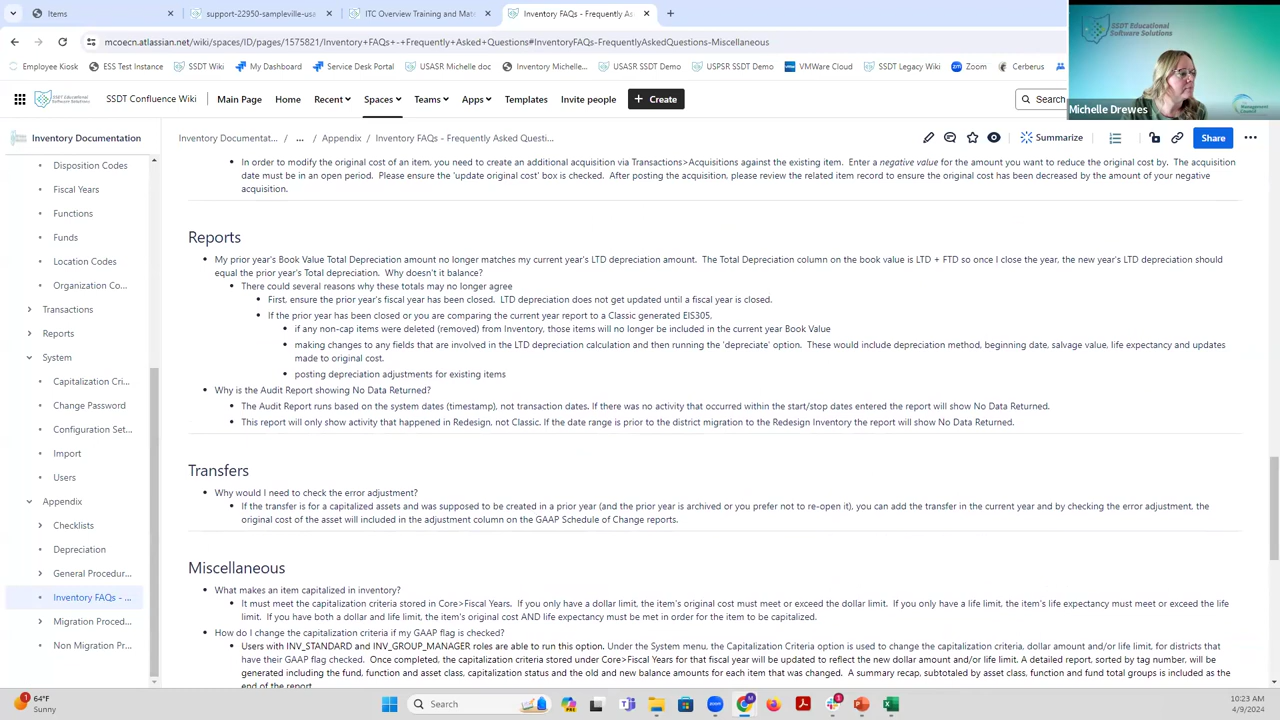 Items
support-22950-sampleville-usa
ITC Overview Training and Mat
Inventory FAQs - Frequently As
mcoecn.atlassian.net/wiki/spaces/ID/pages/1575821/Inventory+FAQs+-+Frequently+Asked+Questions#InventoryFAQs-FrequentlyAskedQuestions-Miscellaneous
Employee Kiosk
ESS Test Instance
SSDT Wiki
My Dashboard
Service Desk Portal
USASR SSDT Demo
Inventory Michelle...
USASR SSDT Demo
USPSR SSDT Demo
VMWare Cloud
SSDT Legacy Wiki
Zoom
Cerberus
SSDT Educational
Software Solutions
Management
Council
Michelle Drewes
SSDT Confluence Wiki
Main Page
Home
Recent
Spaces
Teams
Apps
Templates
Invite people
+ Create
Search
Inventory Documentation
Inventory Documentat...
/
...
/
Appendix
/
Inventory FAQs - Frequently Asked Questi...
Summarize
Share
Disposition Codes
Fiscal Years
Functions
Funds
Location Codes
Organization Co...
Transactions
Reports
System
Capitalization Cri...
Change Password
Configuration Set...
Import
Users
Appendix
Checklists
Depreciation
General Procedur...
Inventory FAQs - ...
Migration Proced...
Non Migration Pr...
In order to modify the original cost of an item, you need to create an additional acquisition via Transactions>Acquisitions against the existing item. Enter a negative value for the amount you want to reduce the original cost by. The acquisition
date must be in an open period. Please ensure the 'update original cost' box is checked. After posting the acquisition, please review the related item record to ensure the original cost has been decreased by the amount of your negative
acquisition.
Reports
My prior year's Book Value Total Depreciation amount no longer matches my current year's LTD depreciation amount. The Total Depreciation column on the book value is LTD + FTD so once I close the year, the new year's LTD depreciation should
equal the prior year's Total depreciation. Why doesn't it balance?
There could several reasons why these totals may no longer agree
First, ensure the prior year's fiscal year has been closed. LTD depreciation does not get updated until a fiscal year is closed.
If the prior year has been closed or you are comparing the current year report to a Classic generated EIS305,
if any non-cap items were deleted (removed) from Inventory, those items will no longer be included in the current year Book Value
making changes to any fields that are involved in the LTD depreciation calculation and then running the 'depreciate' option. These would include depreciation method, beginning date, salvage value, life expectancy and updates
made to original cost.
posting depreciation adjustments for existing items
Why is the Audit Report showing No Data Returned?
The Audit Report runs based on the system dates (timestamp), not transaction dates. If there was no activity that occurred within the start/stop dates entered the report will show No Data Returned.
This report will only show activity that happened in Redesign, not Classic. If the date range is prior to the district migration to the Redesign Inventory the report will show No Data Returned.
Transfers
Why would I need to check the error adjustment?
If the transfer is for a capitalized assets and was supposed to be created in a prior year (and the prior year is archived or you prefer not to re-open it), you can add the transfer in the current year and by checking the error adjustment, the
original cost of the asset will included in the adjustment column on the GAAP Schedule of Change reports.
Miscellaneous
What makes an item capitalized in inventory?
It must meet the capitalization criteria stored in Core>Fiscal Years. If you only have a dollar limit, the item's original cost must meet or exceed the dollar limit. If you only have a life limit, the item's life expectancy must meet or exceed the life
limit. If you have both a dollar and life limit, the item's original cost AND life expectancy must be met in order for the item to be capitalized.
How do I change the capitalization criteria if my GAAP flag is checked?
Users with INV_STANDARD and INV_GROUP_MANAGER roles are able to run this option. Under the System menu, the Capitalization Criteria option is used to change the capitalization criteria, dollar amount and/or life limit, for districts that
have their GAAP flag checked. Once completed, the capitalization criteria stored under Core>Fiscal Years for that fiscal year will be updated to reflect the new dollar amount and/or life limit. A detailed report, sorted by tag number, will be
generated including the fund, function and asset class, capitalization status and the old and new balance amounts for each item that was changed. A summary recap, subtotaled by asset class, function and fund total groups is included as the
end of the report.
64°F
Sunny
Search
10:23 AM
4/9/2024